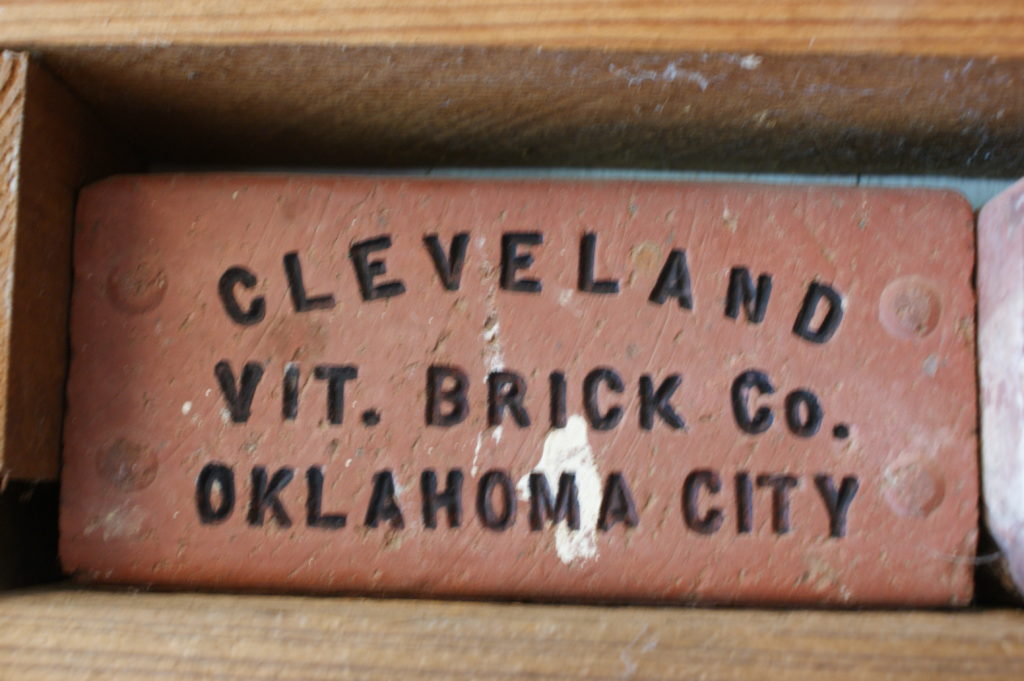 CLEVELAND
VIT. BRICK Co.
OKLAHOMA CITY